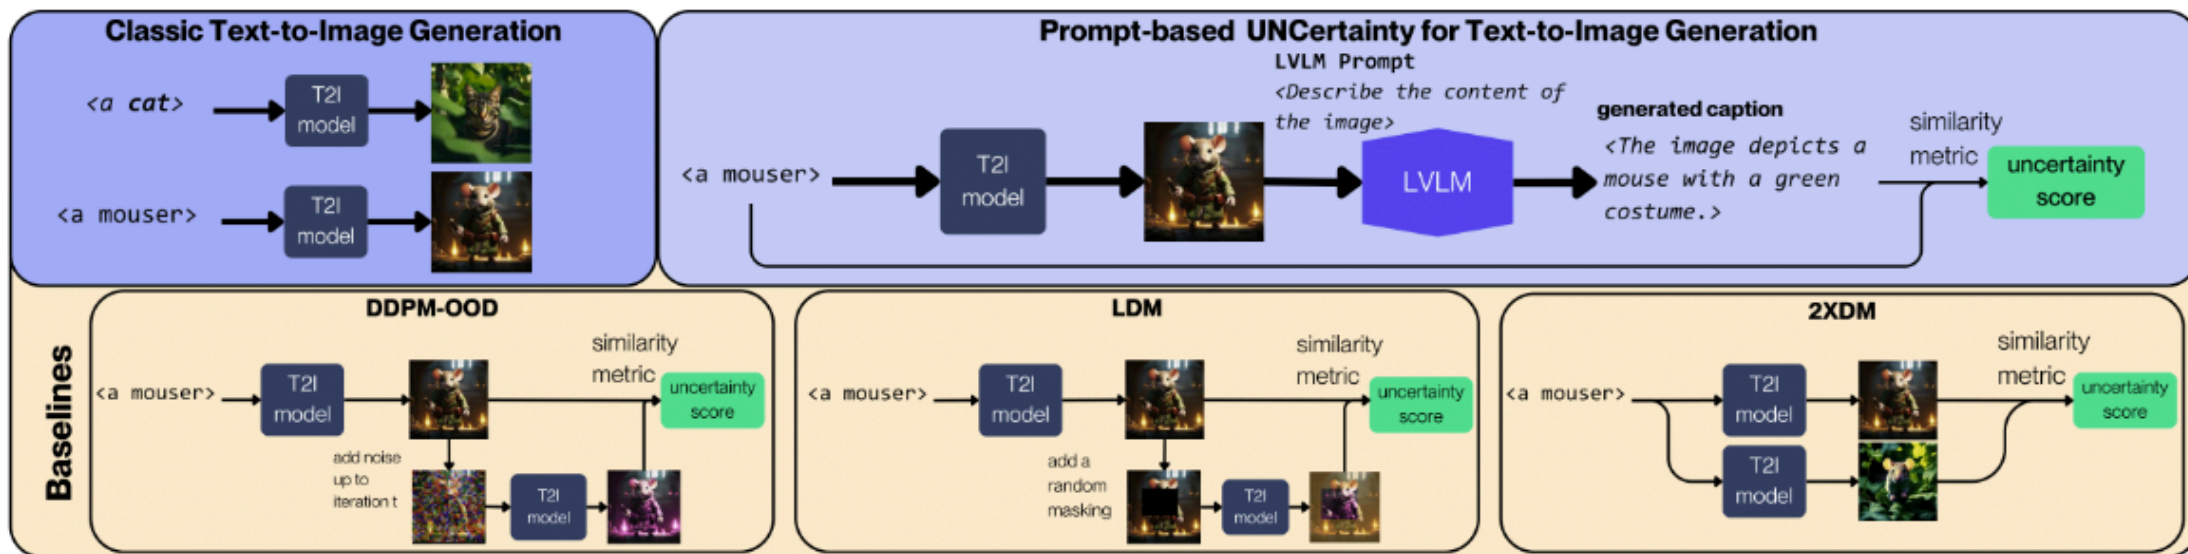 Classic Text-to-Image Generation
<a cat>
T2I
model
<a mouser>
T2I
model
Prompt-based UNCertainty for Text-to-Image Generation
LVLM Prompt
<Describe the content of
the image>
<a mouser>
T2I
model
LVLM
generated caption
<The image depicts a
mouse with a green
costume.>
similarity
metric
uncertainty
score
Baselines
DDPM-OOD
<a mouser>
T2I
model
similarity
metric
uncertainty
score
add noise
up to
iteration t
T2I
model
LDM
<a mouser>
T2I
model
similarity
metric
uncertainty
score
add a
random
masking
T2I
model
2XDM
<a mouser>
T2I
model
similarity
metric
uncertainty
score
T2I
model